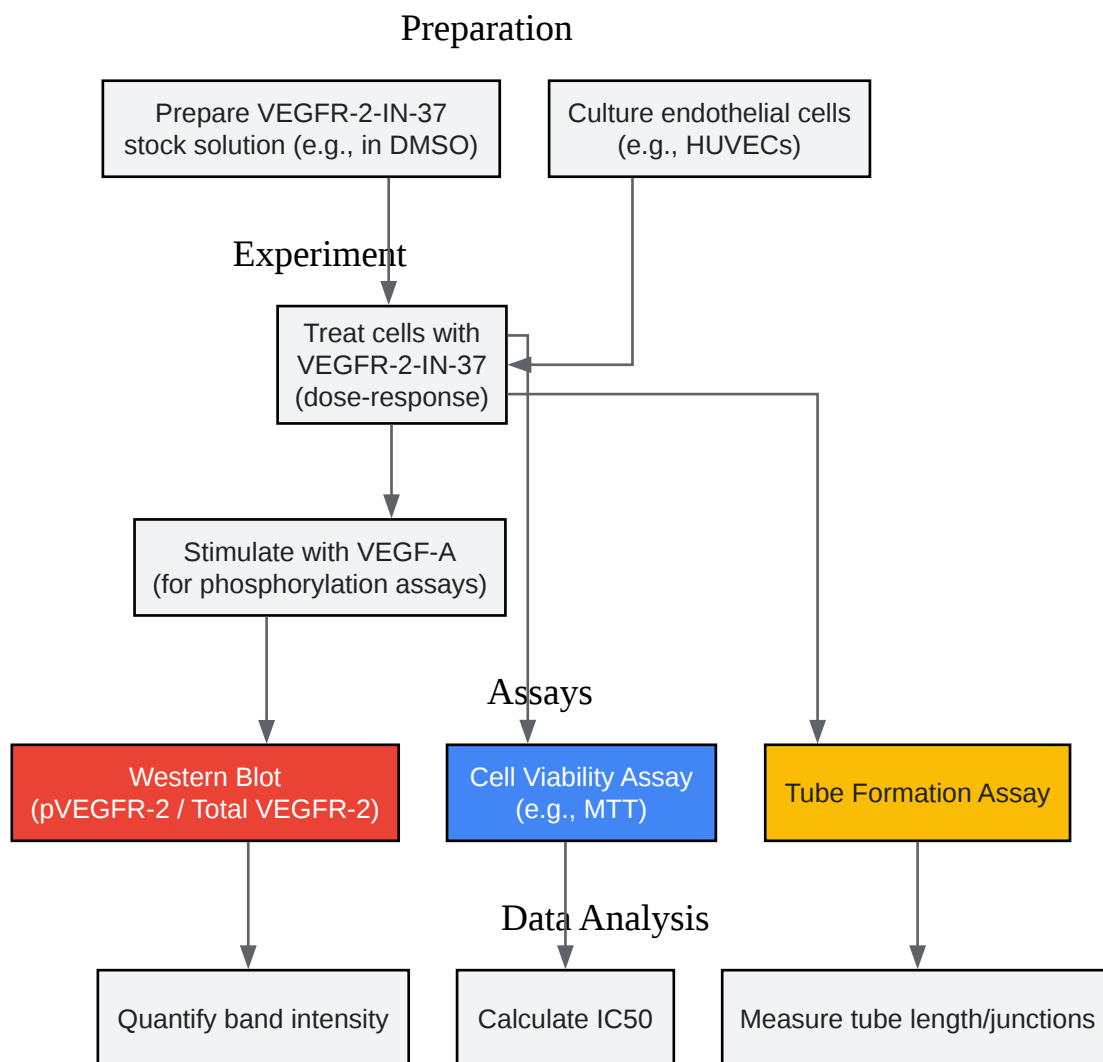 Preparation
Prepare VEGFR-2-IN-37
stock solution (e.g., in DMSO)
Culture endothelial cells
(e.g., HUVECs)
Experiment
Treat cells with
VEGFR-2-IN-37
(dose-response)
Stimulate with VEGF-A
(for phosphorylation assays)
Assays
Western Blot
(pVEGFR-2 / Total VEGFR-2)
Cell Viability Assay
(e.g., MTT)
Tube Formation Assay
Data Analysis
Quantify band intensity
Calculate IC50
Measure tube length/junctions